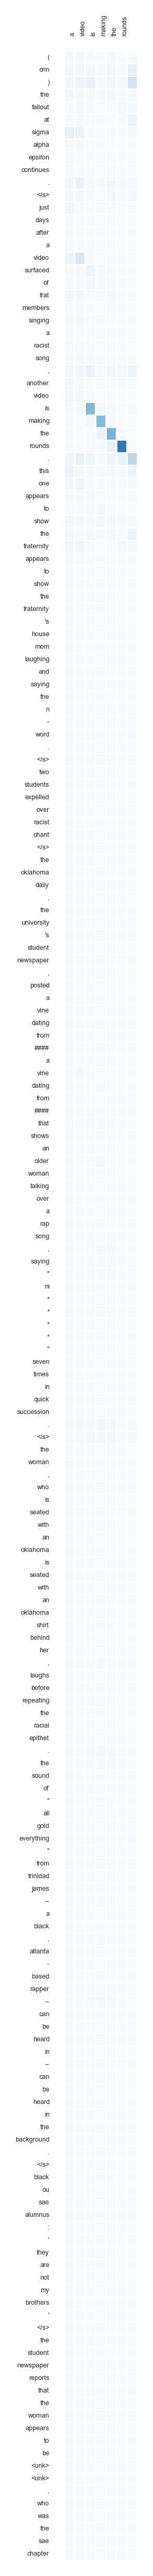 a
video
is
making
the
rounds
(
cnn
)
the
fallout
at
sigma
alpha
epsilon
continues
.
</s>
just
days
after
a
video
surfaced
of
frat
members
singing
a
racist
song
,
another
video
is
making
the
rounds
.
this
one
appears
to
show
the
fraternity
appears
to
show
the
fraternity
's
house
mom
laughing
and
saying
the
n
-
word
.
</s>
two
students
expelled
over
racist
chant
</s>
the
oklahoma
daily
,
the
university
's
student
newspaper
,
posted
a
vine
dating
from
####
a
vine
dating
from
####
that
shows
an
older
woman
talking
over
a
rap
song
,
saying
"
ni
*
*
*
*
"
seven
times
in
quick
succession
.
</s>
the
woman
,
who
is
seated
with
an
oklahoma
is
seated
with
an
oklahoma
shirt
behind
her
,
laughs
before
repeating
the
racial
epithet
.
the
sound
of
"
all
gold
everything
"
from
trinidad
james
–
a
black
,
atlanta
-
based
rapper
–
can
be
heard
in
–
can
be
heard
in
the
background
.
</s>
black
ou
sae
alumnus
:
'
they
are
not
my
brothers
'
</s>
the
student
newspaper
reports
that
the
woman
appears
to
be
<unk>
<unk>
,
who
was
the
sae
chapter